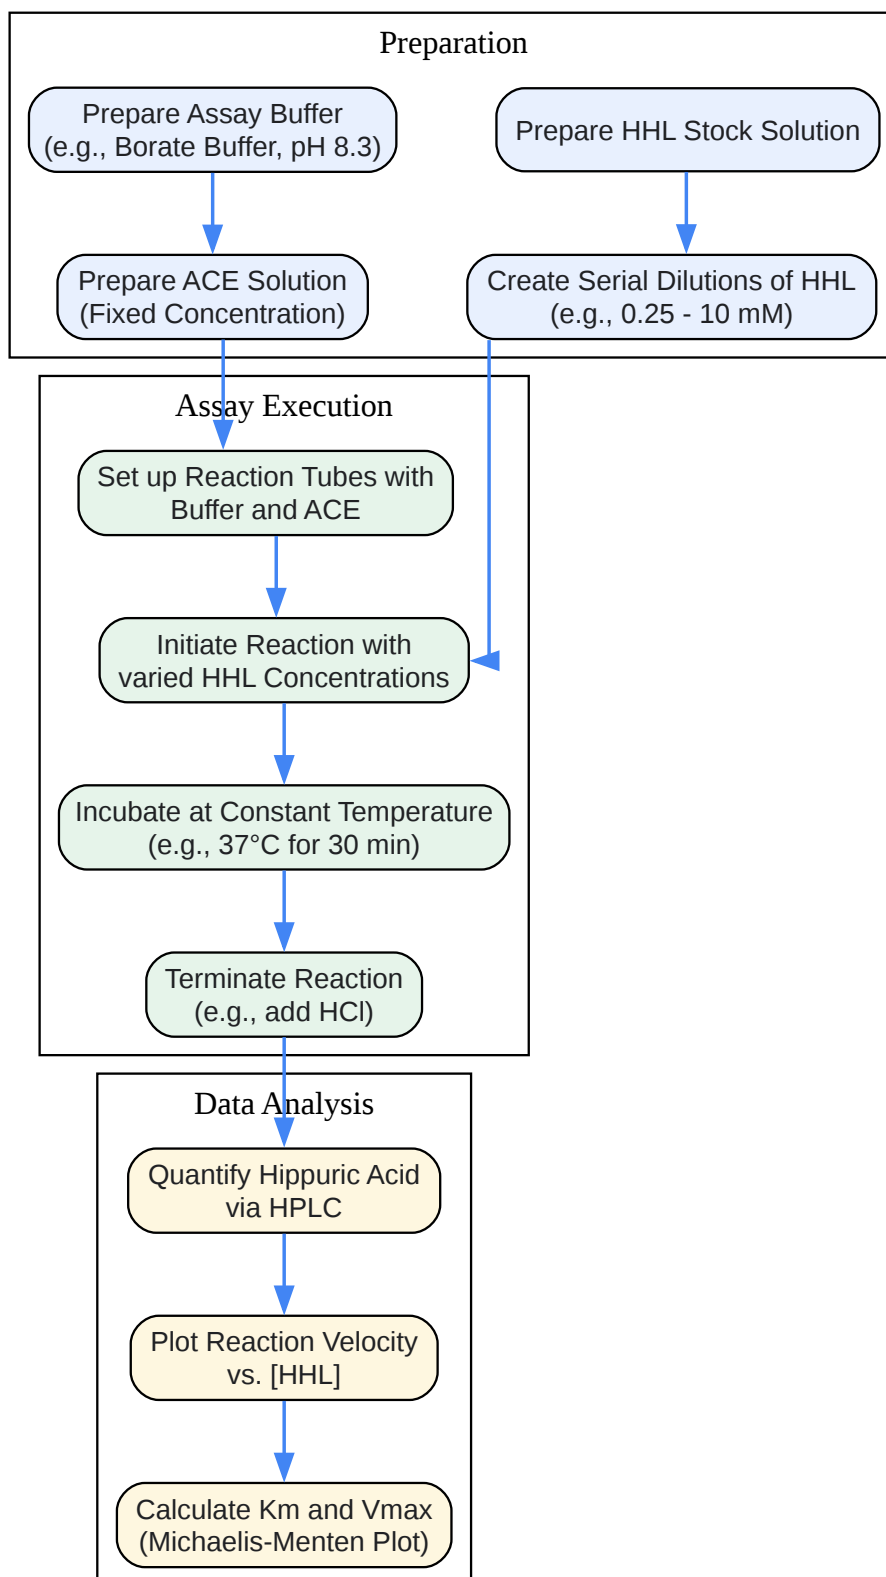 Preparation
Prepare Assay Buffer
(e.g., Borate Buffer, pH 8.3)
Prepare HHL Stock Solution
Prepare ACE Solution
(Fixed Concentration)
Create Serial Dilutions of HHL
(e.g., 0.25 - 10 mM)
Assay Execution
Set up Reaction Tubes with
Buffer and ACE
Initiate Reaction with
varied HHL Concentrations
Incubate at Constant Temperature
(e.g., 37°C for 30 min)
Terminate Reaction
(e.g., add HCl)
Data Analysis
Quantify Hippuric Acid
via HPLC
Plot Reaction Velocity
vs. [HHL]
Calculate Km and Vmax
(Michaelis-Menten Plot)